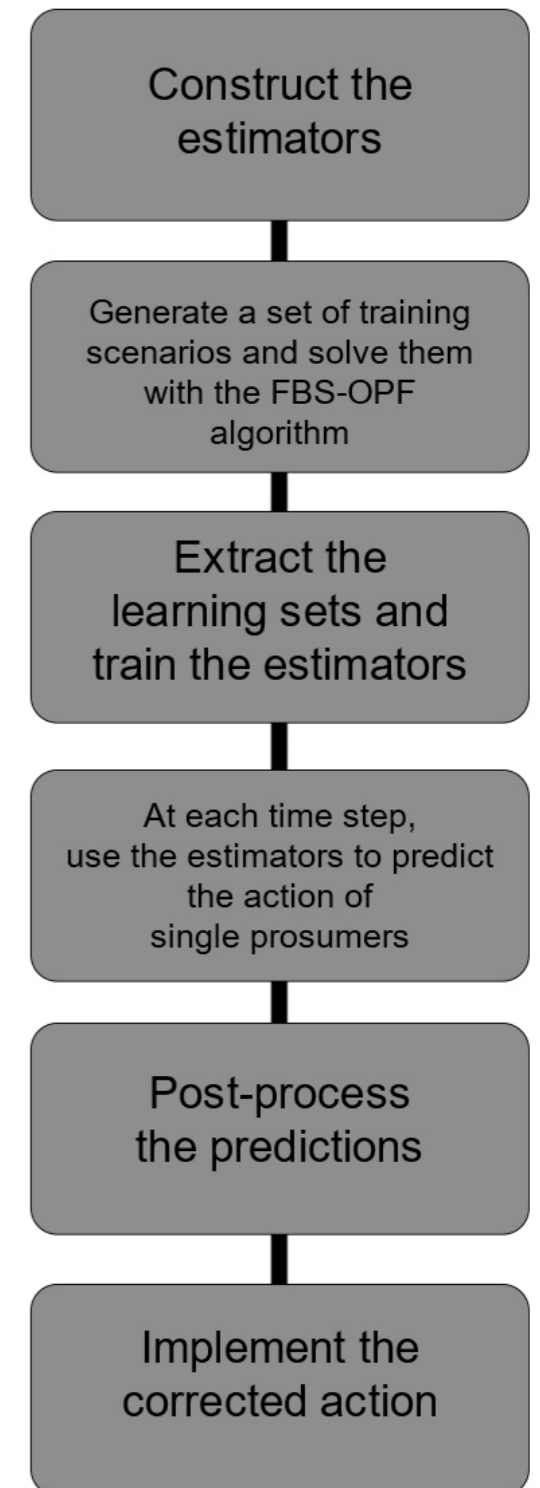 Construct the
estimators
Generate a set of training
scenarios and solve them
with the FBS-OPF
algorithm
Extract the
learning sets and
train the estimators
At each time step,
use the estimators to predict
the action of
single prosumers
Post-process
the predictions
Implement the
corrected action